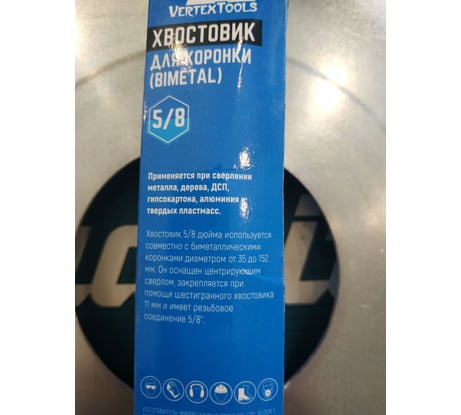 VERTEXTOOLS
ХВОСТОВИК
ДЛЯ КОРОНКИ
(BIMETAL)
5/8
Применяется при сверлении
металла, дерева, ДСП,
гипсокартона, алюминия и
твердых пластмасс.
Хвостовик 5/8 дюйма используется
совместно с биметаллическими
коронками диаметром от 35 до 152
мм. Он оснащен центрирующим
сверлом, закрепляется при
помощи шестигранного хвостовика
11 мм и имеет резьбовое
соединение 5/8".